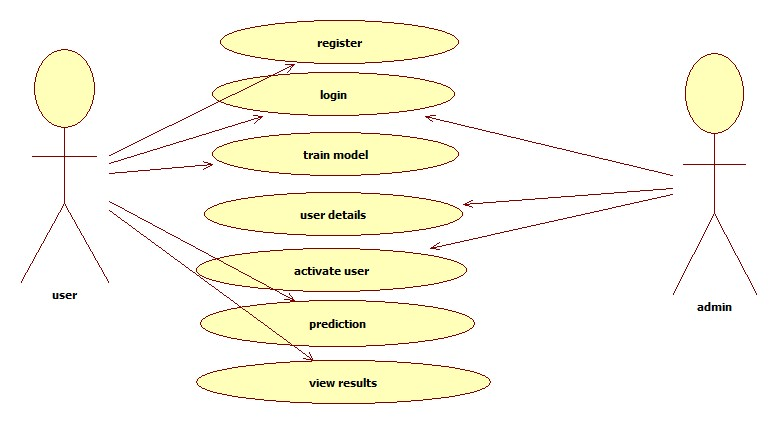 register
login
train model
user details
activate user
user
admin
prediction
view results